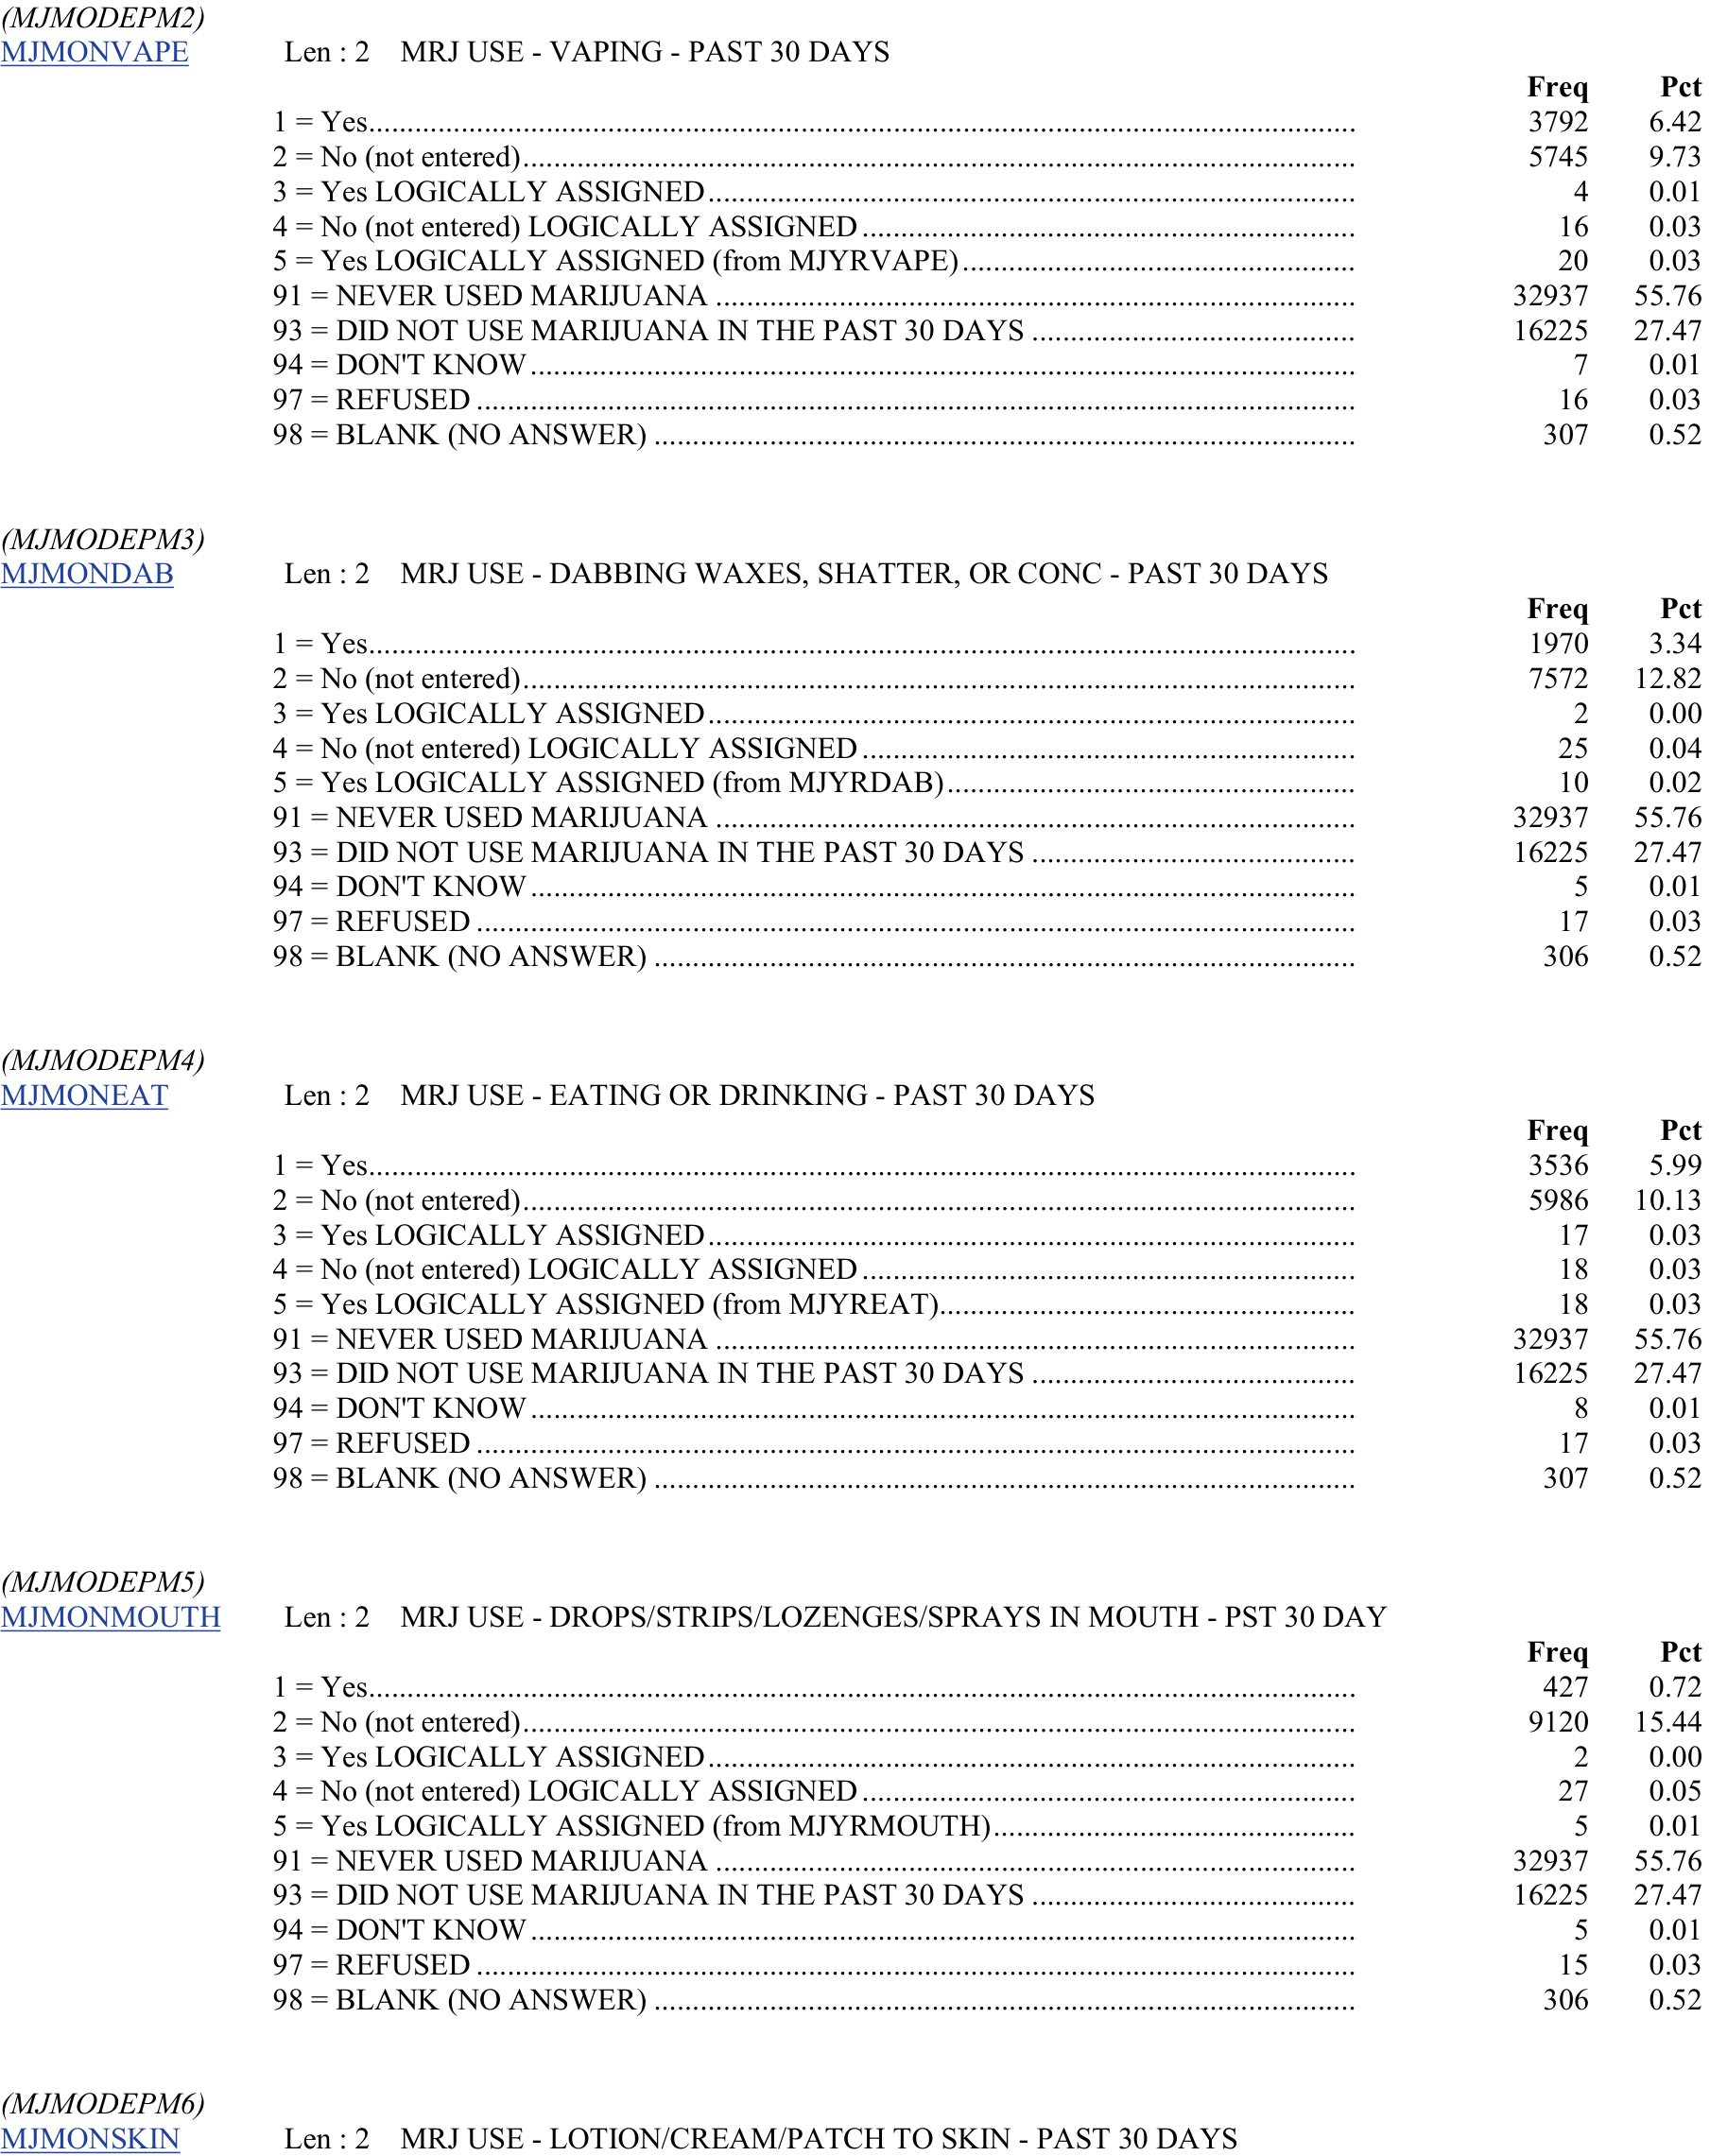 (MJMODEPM2)
MJMONVAPE Len : 2 MRJ USE - VAPING - PAST 30 DAYS
Freq Pct
1 = Yes 3792 6.42
2 = No (not entered) 5745 9.73
3 = Yes LOGICALLY ASSIGNED 4 0.01
4 = No (not entered) LOGICALLY ASSIGNED 16 0.03
5 = Yes LOGICALLY ASSIGNED (from MJYRVAPE) 20 0.03
91 = NEVER USED MARIJUANA 32937 55.76
93 = DID NOT USE MARIJUANA IN THE PAST 30 DAYS 16225 27.47
94 = DON'T KNOW 7 0.01
97 = REFUSED 16 0.03
98 = BLANK (NO ANSWER) 307 0.52
(MJMODEPM3)
MJMONDAB Len : 2 MRJ USE - DABBING WAXES, SHATTER, OR CONC - PAST 30 DAYS
Freq Pct
1 = Yes 1970 3.34
2 = No (not entered) 7572 12.82
3 = Yes LOGICALLY ASSIGNED 2 0.00
4 = No (not entered) LOGICALLY ASSIGNED 25 0.04
5 = Yes LOGICALLY ASSIGNED (from MJYRDAB) 10 0.02
91 = NEVER USED MARIJUANA 32937 55.76
93 = DID NOT USE MARIJUANA IN THE PAST 30 DAYS 16225 27.47
94 = DON'T KNOW 5 0.01
97 = REFUSED 17 0.03
98 = BLANK (NO ANSWER) 306 0.52
(MJMODEPM4)
MJMONEAT Len : 2 MRJ USE - EATING OR DRINKING - PAST 30 DAYS
Freq Pct
1 = Yes 3536 5.99
2 = No (not entered) 5986 10.13
3 = Yes LOGICALLY ASSIGNED 17 0.03
4 = No (not entered) LOGICALLY ASSIGNED 18 0.03
5 = Yes LOGICALLY ASSIGNED (from MJYREAT) 18 0.03
91 = NEVER USED MARIJUANA 32937 55.76
93 = DID NOT USE MARIJUANA IN THE PAST 30 DAYS 16225 27.47
94 = DON'T KNOW 8 0.01
97 = REFUSED 17 0.03
98 = BLANK (NO ANSWER) 307 0.52
(MJMODEPM5)
MJMONMOUTH Len : 2 MRJ USE - DROPS/STRIPS/LOZENGES/SPRAYS IN MOUTH - PST 30 DAY
Freq Pct
1 = Yes 427 0.72
2 = No (not entered) 9120 15.44
3 = Yes LOGICALLY ASSIGNED 2 0.00
4 = No (not entered) LOGICALLY ASSIGNED 27 0.05
5 = Yes LOGICALLY ASSIGNED (from MJYRMOUTH) 5 0.01
91 = NEVER USED MARIJUANA 32937 55.76
93 = DID NOT USE MARIJUANA IN THE PAST 30 DAYS 16225 27.47
94 = DON'T KNOW 5 0.01
97 = REFUSED 15 0.03
98 = BLANK (NO ANSWER) 306 0.52
(MJMODEPM6)
MJMONSKIN Len : 2 MRJ USE - LOTION/CREAM/PATCH TO SKIN - PAST 30 DAYS